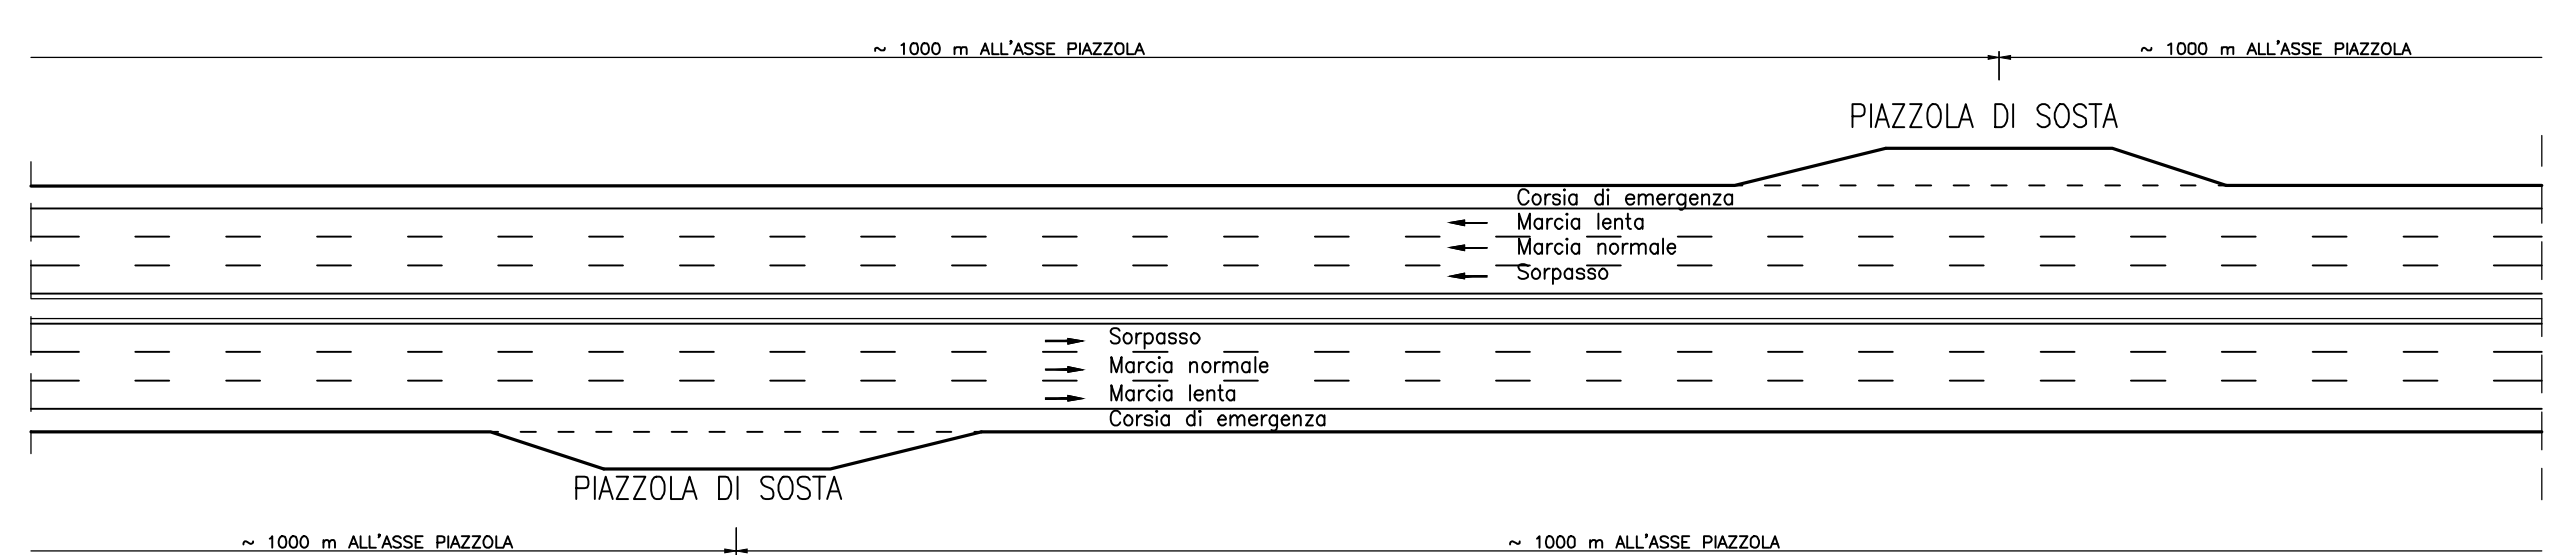 ~ 1000 m ALL'ASSE PIAZZOLA
~ 1000 m ALL'ASSE PIAZZOLA
PIAZZOLA DI SOSTA
Corsia di emergenza
Marcia lenta
Marcia normale
Sorpasso
Sorpasso
Marcia normale
Marcia lenta
Corsia di emergenza
PIAZZOLA DI SOSTA
~ 1000 m ALL'ASSE PIAZZOLA
~ 1000 m ALL'ASSE PIAZZOLA